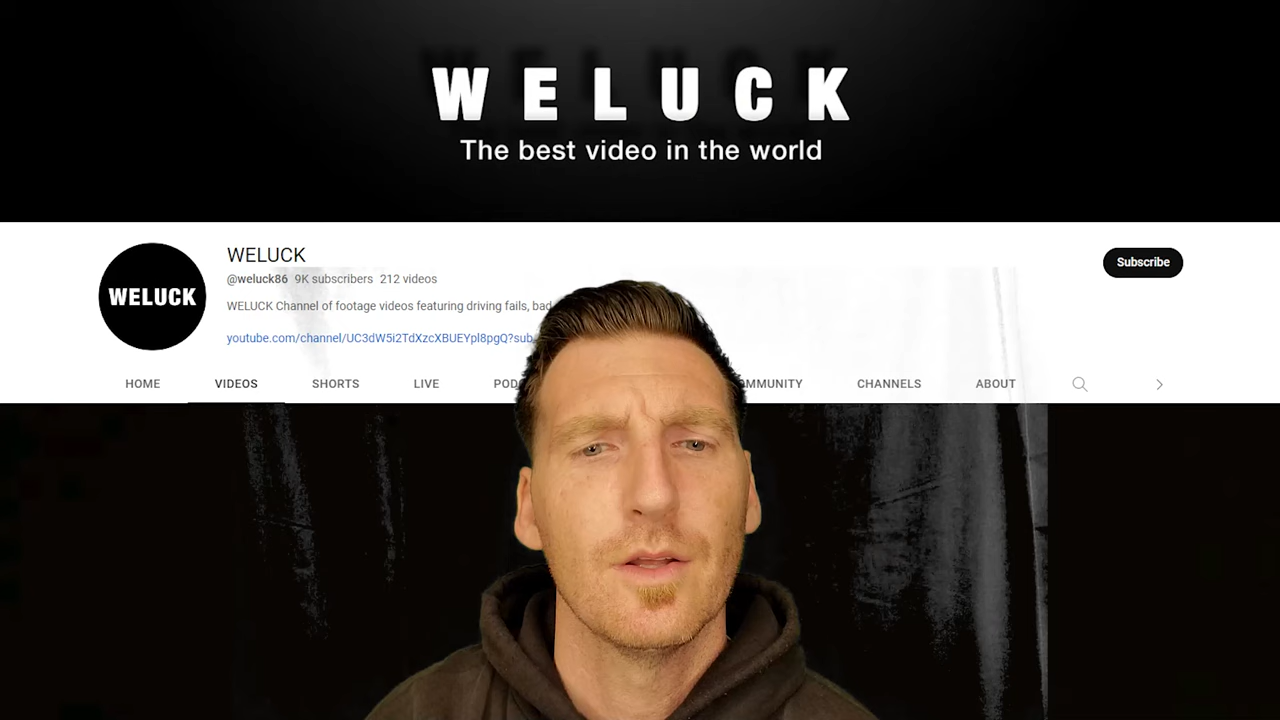 WELUCK
The best video in the world
WELUCK
WELUCK
@weluck86 9K subscribers 212 videos
WELUCK Channel of footage videos featuring driving fails, bad
youtube.com/channel/UC3dW5i2TdXzcXBUEYpl8pgQ?sub
Subscribe
HOME VIDEOS SHORTS LIVE CHANNELS ABOUT